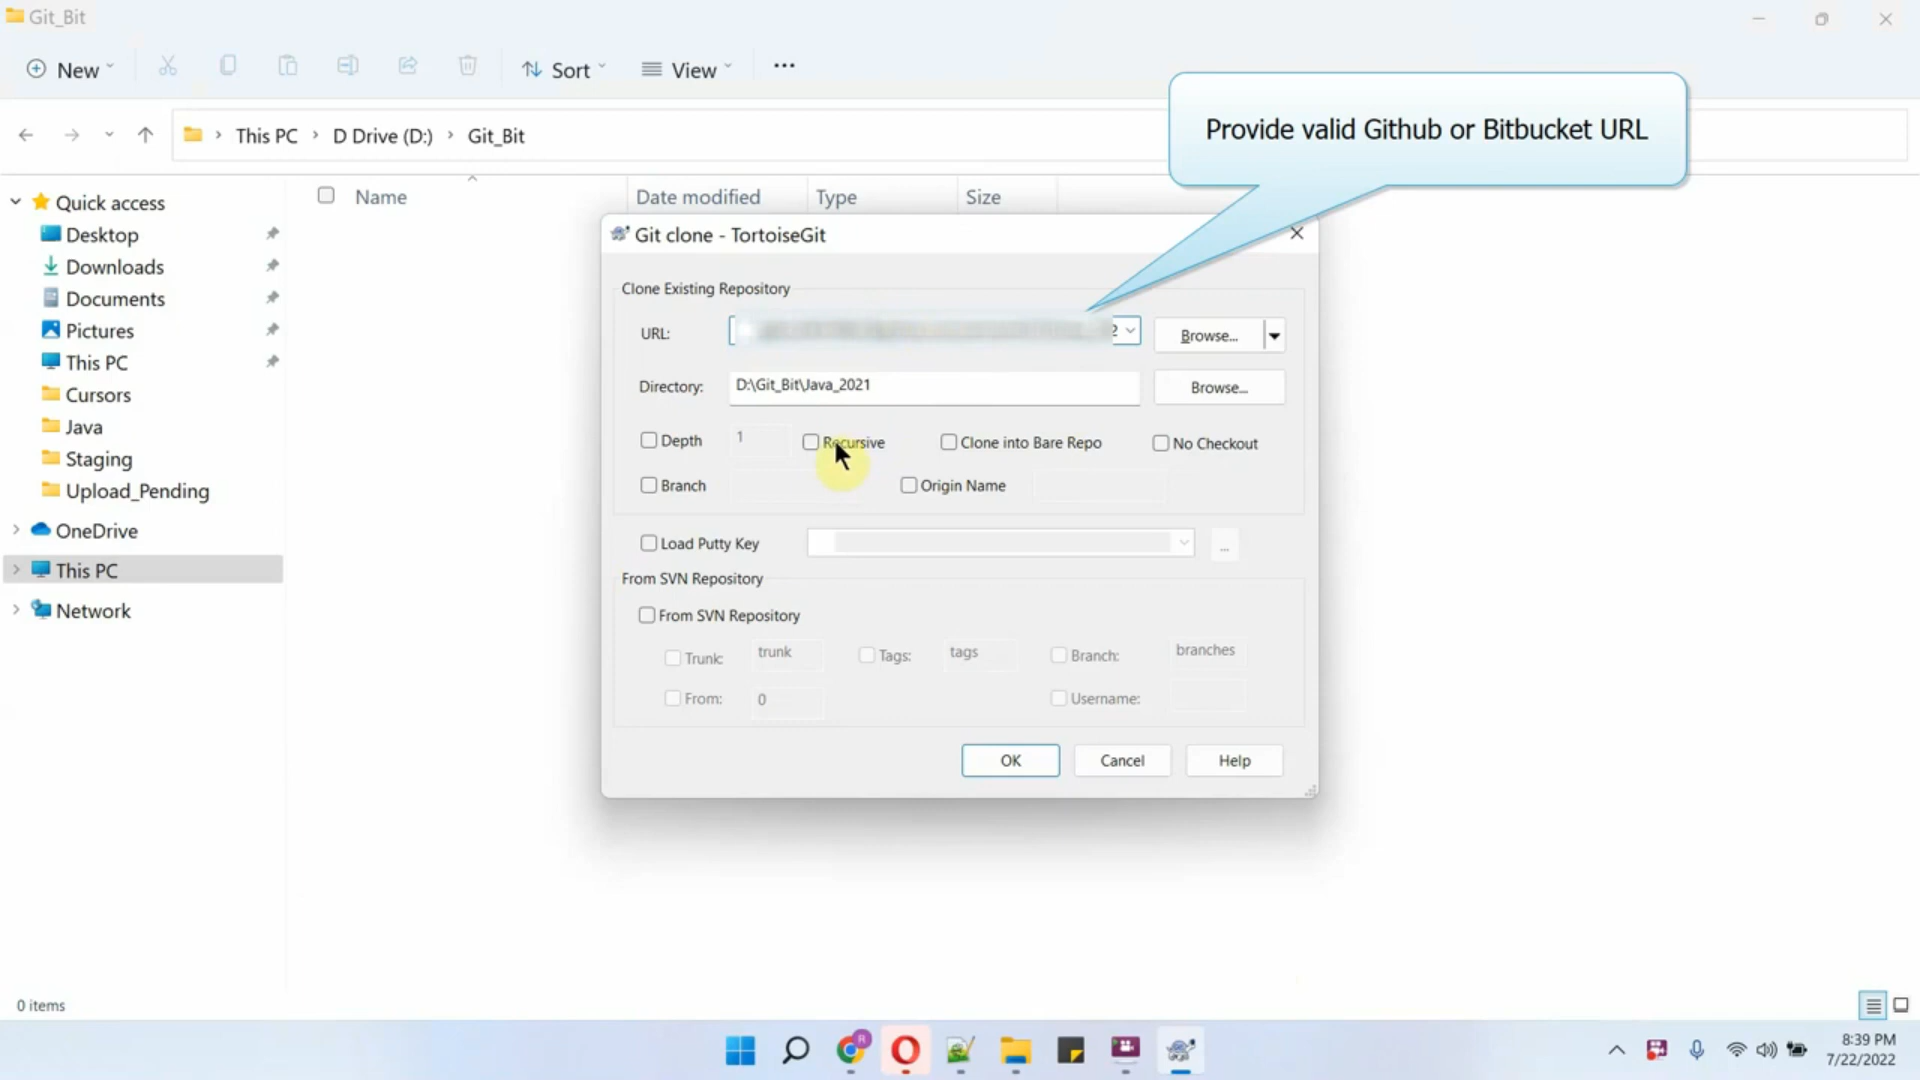 Git_Bit
New
Sort
View
Provide valid Github or Bitbucket URL
This PC
D Drive (D:)
Git_Bit
Name
Date modified
Type
Size
Quick access
Desktop
Downloads
Documents
Pictures
This PC
Cursors
Java
Staging
Upload_Pending
OneDrive
This PC
Network
Git clone - TortoiseGit
Clone Existing Repository
URL:
2
Browse...
Directory:
D:\Git_Bit\Java_2021
Browse...
Depth
1
Recursive
Clone into Bare Repo
No Checkout
Branch
Origin Name
Load Putty Key
...
From SVN Repository
From SVN Repository
Trunk:
trunk
Tags:
tags
Branch:
branches
From:
0
Username:
OK
Cancel
Help
0 items
R
8:39 PM
7/22/2022